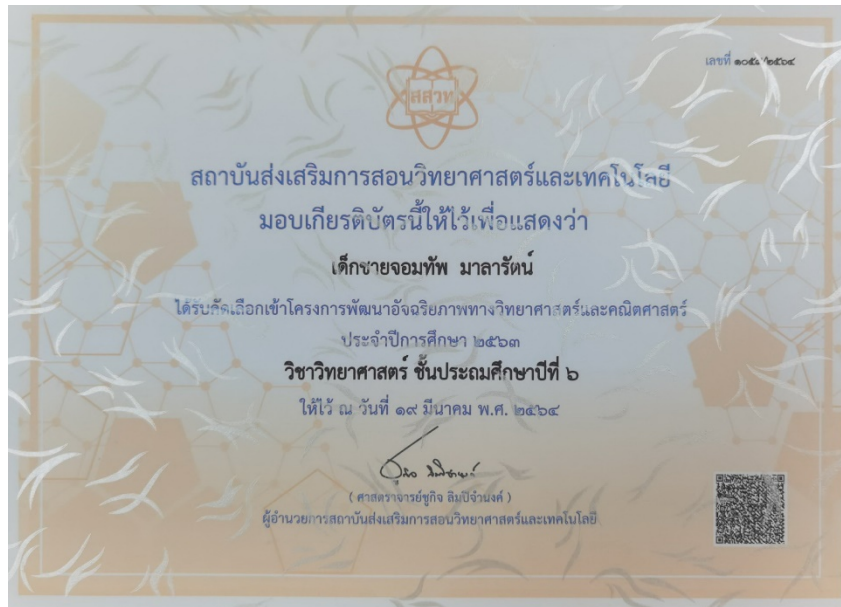 เลขที่
สสวท
สถาบันส่งเสริมการสอนวิทยาศาสตร์และเทคโนโลยี
มอบเกียรติบัตรนี้ให้ไว้เพื่อแสดงว่า
เด็กชายจอมทัพ มาลารัตน์
ได้รับคัดเลือกเข้าโครงการพัฒนาอัจฉริยภาพทางวิทยาศาสตร์และคณิตศาสตร์
ประจำปีการศึกษา ๒๕๖๓
วิชาวิทยาศาสตร์ ชั้นประถมศึกษาปีที่ ๖
ให้ไว้ ณ วันที่ ๑๙ มีนาคม พ.ศ. ๒๕๖๔
( ศาสตราจารย์ชูกิจ ลิมปิจำนงค์ )
ผู้อำนวยการสถาบันส่งเสริมการสอนวิทยาศาสตร์และเทคโนโลยี